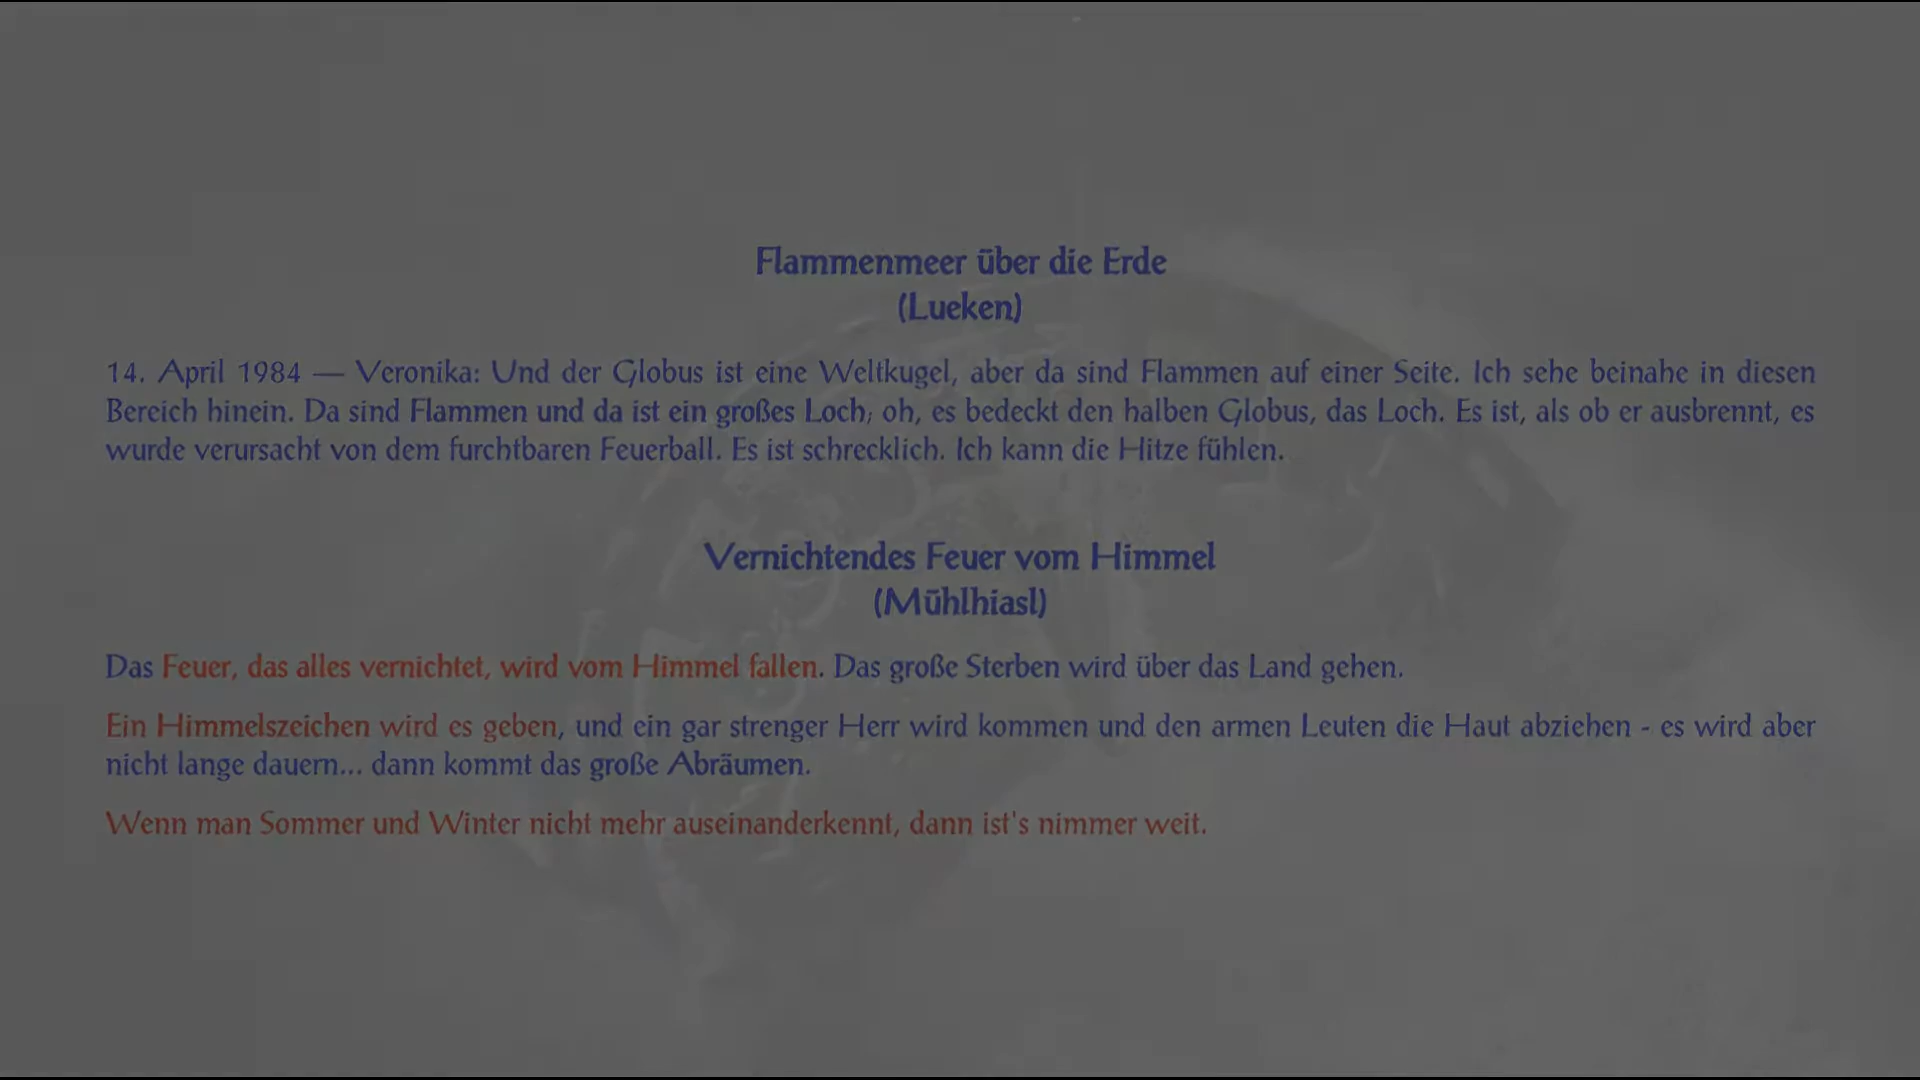 Flammenmeer über die Erde
(Lueken)
14. April 1984 — Veronika: Und der Globus ist eine Weltkugel, aber da sind Flammen auf einer Seite. Ich sehe beinahe in diesen
Bereich hinein. Da sind Flammen und da ist ein großes Loch; oh, es bedeckt den halben Globus, das Loch. Es ist, als ob er ausbrennt, es
wurde verursacht von dem furchtbaren Feuerball. Es ist schrecklich. Ich kann die Hitze fühlen.
Vernichtendes Feuer vom Himmel
(Mühlhiasl)
Das Feuer, das alles vernichtet, wird vom Himmel fallen. Das große Sterben wird über das Land gehen.
Ein Himmelszeichen wird es geben, und ein gar strenger Herr wird kommen und den armen Leuten die Haut abziehen - es wird aber
nicht lange dauern... dann kommt das große Abräumen.
Wenn man Sommer und Winter nicht mehr auseinanderkennt, dann ist's nimmer weit.